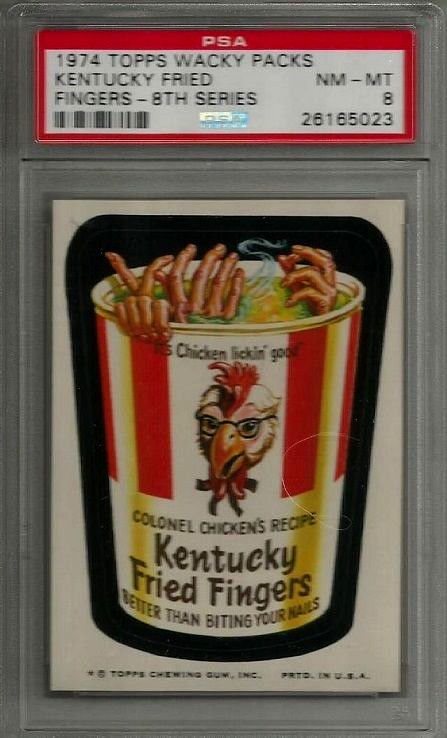 PSA
1974 TOPPS WACKY PACKS
KENTUCKY FRIED NM-MT
FINGERS-8TH SERIES 8
26165023
It's Chicken lickin' good
COLONEL CHICKEN'S RECIPE
Kentucky
Fried Fingers
BETTER THAN BITING YOUR NAILS
* © TOPPS CHEWING GUM, INC. PRTD. IN U.S.A.